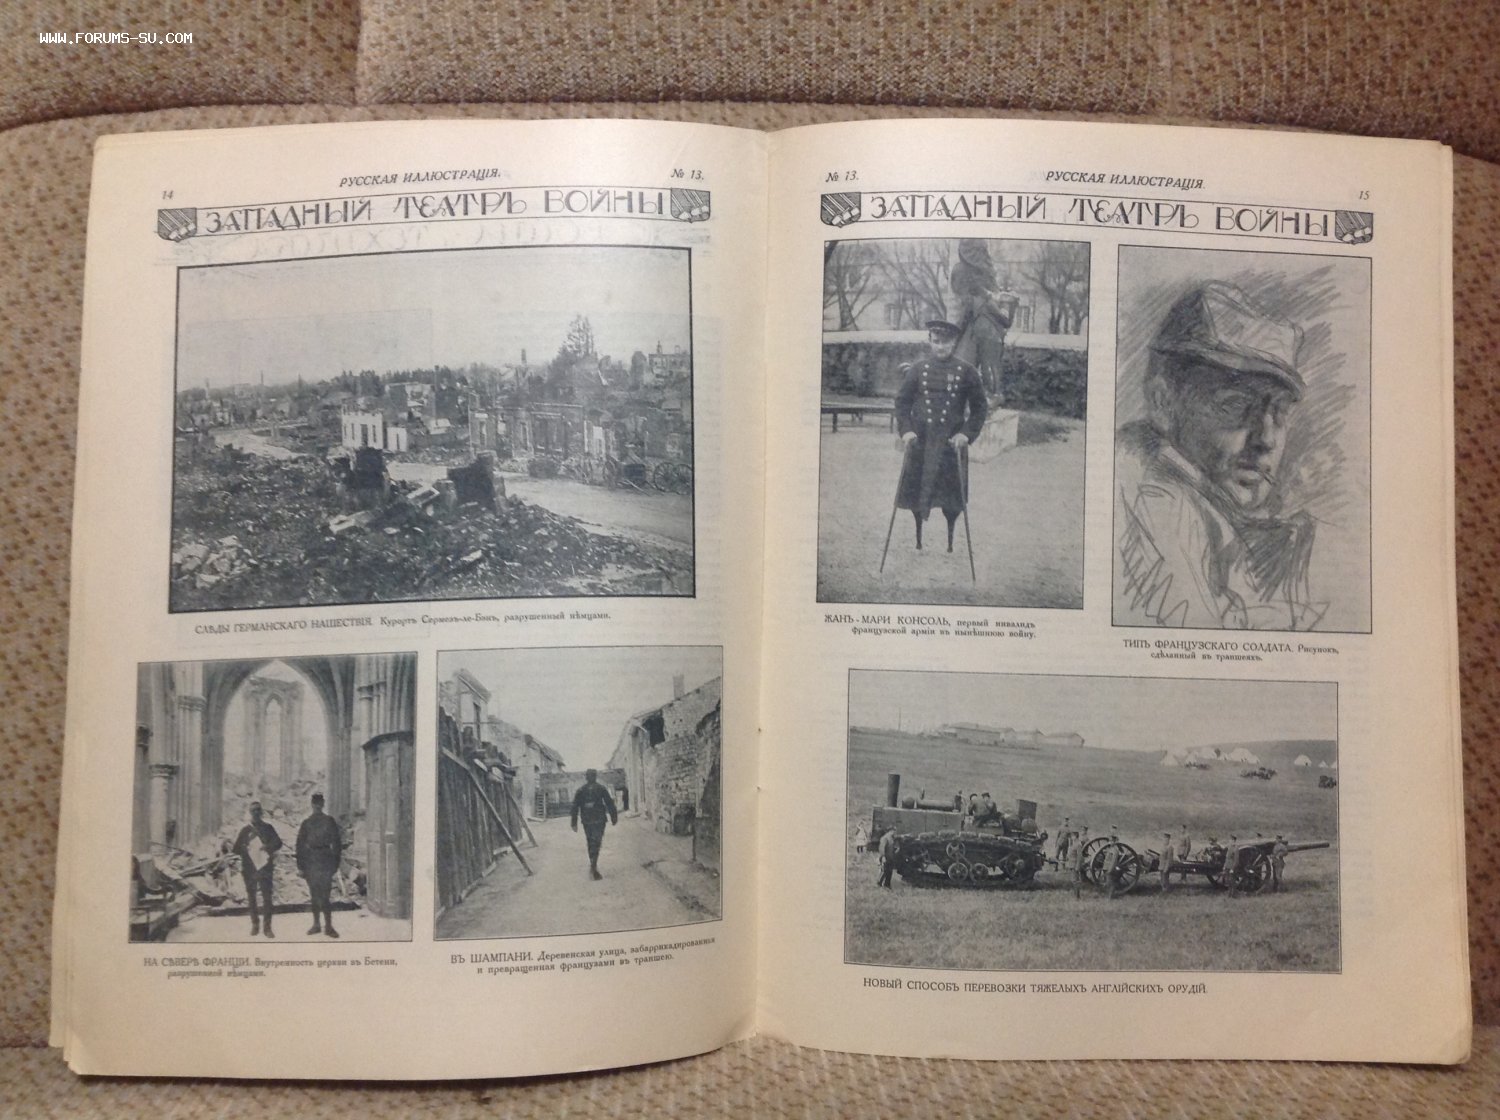 WWW.FORUMS-SU.COM
14
РУССКАЯ ИЛЛЮСТРАЦІЯ.
№ 13.
ЗАПАДНЫЙ ТЕАТРЪ ВОЙНЫ
СЛѢДЫ ГЕРМАНСКАГО НАШЕСТВІЯ. Курортъ Сермезъ-ле-Бэнъ, разрушенный нѣмцами.
НА СѢВЕРѢ ФРАНЦІИ. Внутренность церкви въ Бетени,
разрушенной нѣмцами.
ВЪ ШАМПАНИ. Деревенская улица, забаррикадированная
и превращенная французами въ траншею.
№ 13.
РУССКАЯ ИЛЛЮСТРАЦІЯ.
15
ЗАПАДНЫЙ ТЕАТРЪ ВОЙНЫ
ЖАНЪ-МАРИ КОНСОЛЬ, первый инвалидъ
французской арміи въ нынѣшнюю войну.
ТИПЪ ФРАНЦУЗСКАГО СОЛДАТА. Рисунокъ,
сдѣланный въ траншеяхъ.
НОВЫЙ СПОСОБЪ ПЕРЕВОЗКИ ТЯЖЕЛЫХЪ АНГЛІЙСКИХЪ ОРУДІЙ.